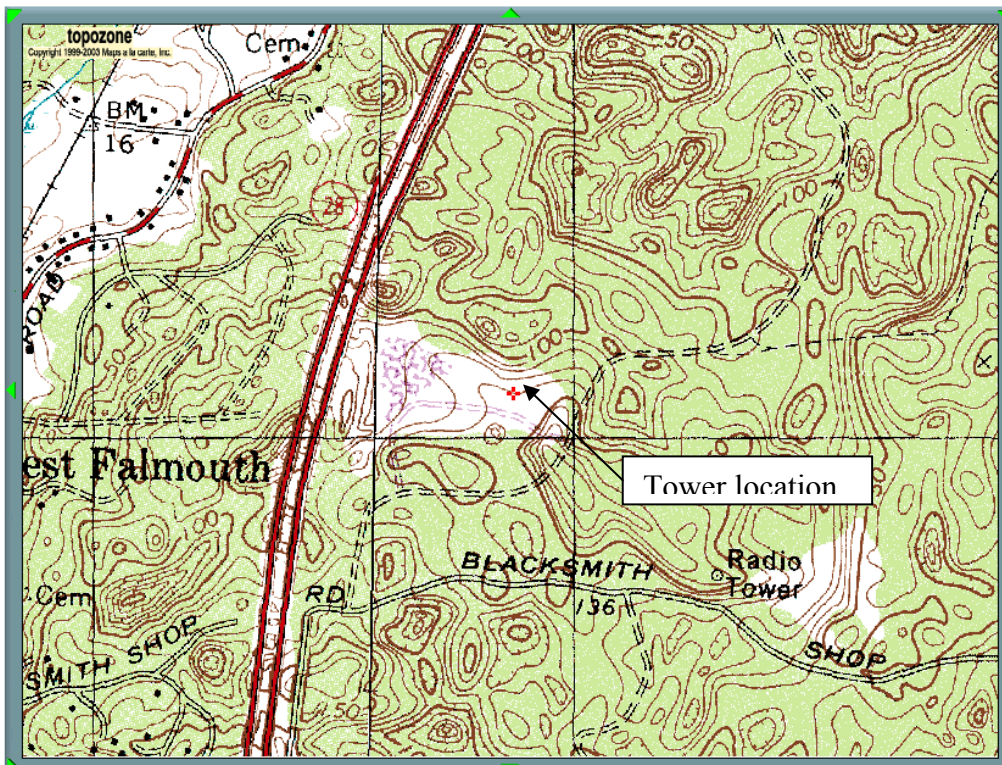 topozone
Copyright 1999-2003 Maps a la carte, Inc.
Cem
BM
16
28
ROAD
100
est Falmouth
Tower location
BLACKSMITH
Radio
Tower
RD
136
Cem
SMITH SHOP
SHOP
50
50